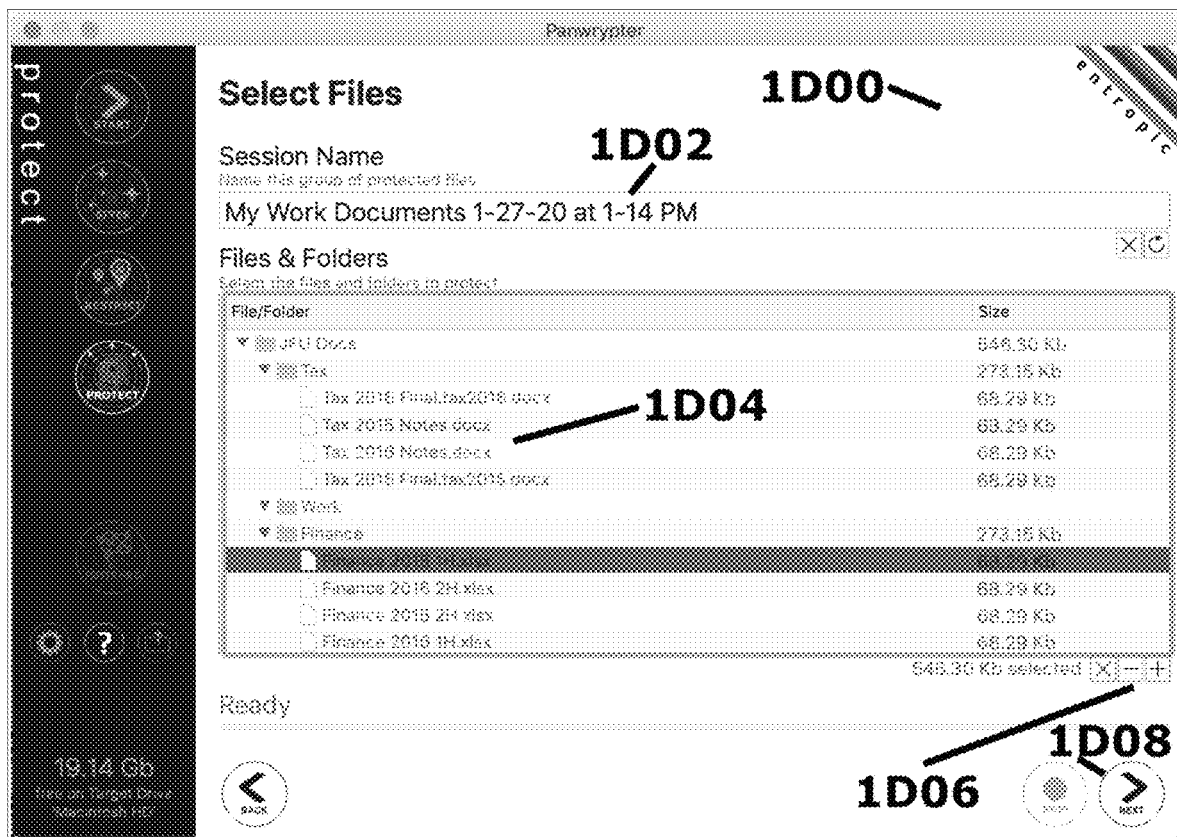 Panwrypter
protect
entropic
START
Select Files
1D00
1D02
Session Name
Name this group of protected files
My Work Documents 1-27-20 at 1-14 PM
Files & Folders
Select the files and folders to protect
File/Folder Size
JFU Docs 546.30 Kb
Tax 273.15 Kb
Tax 2016 Final.tax2016.docx 68.29 Kb
1D04
Tax 2015 Notes.docx 68.29 Kb
Tax 2016 Notes.docx 68.29 Kb
Tax 2015 Final.tax2015.docx 68.29 Kb
Work
Finance 273.15 Kb
Finance 2016 2H.xlsx 68.29 Kb
Finance 2015 2H.xlsx 68.29 Kb
Finance 2016 1H.xlsx 68.29 Kb
PROTECT
?
546.30 Kb selected
Ready
1D06
1D08
19.14 Gb
BACK
NEXT